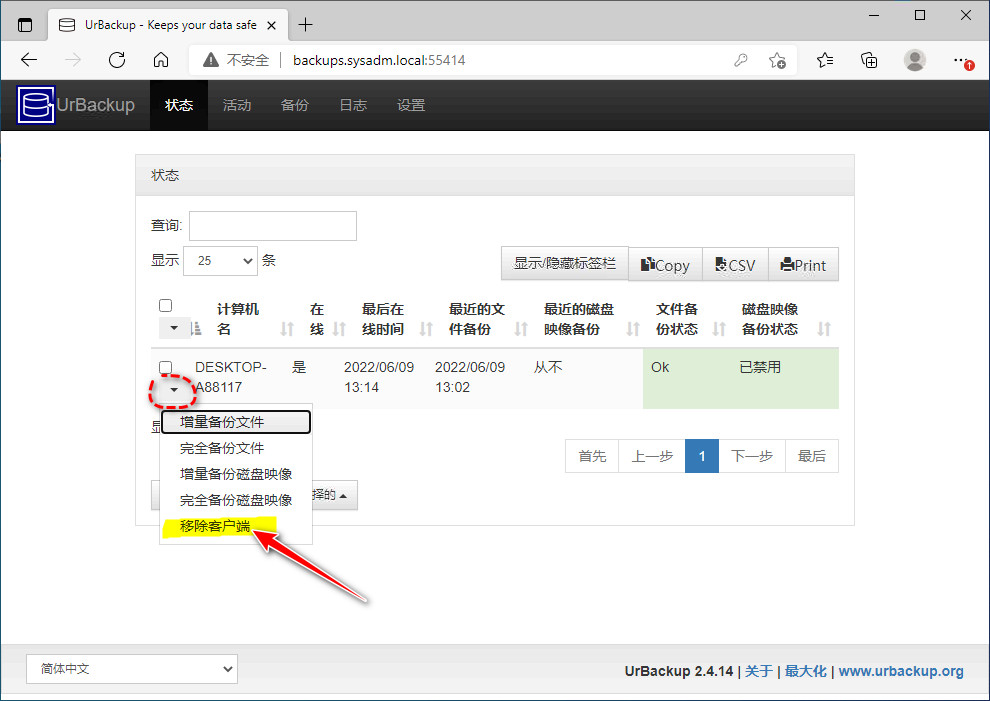 UrBackup - Keeps your data safe
不安全
backups.sysadm.local:55414
UrBackup
状态
活动
备份
日志
设置
状态
查询:
显示 25 条
显示/隐藏标签栏
Copy
CSV
Print
计算机名
在线
最后在线时间
最近的文件备份
最近的磁盘映像备份
文件备份状态
磁盘映像备份状态
DESKTOP-A88117
是
2022/06/09 13:14
2022/06/09 13:02
从不
Ok
已禁用
增量备份文件
完全备份文件
增量备份磁盘映像
完全备份磁盘映像
移除客户端
择的
首先
上一步
1
下一步
最后
简体中文
UrBackup 2.4.14 | 关于 | 最大化 | www.urbackup.org